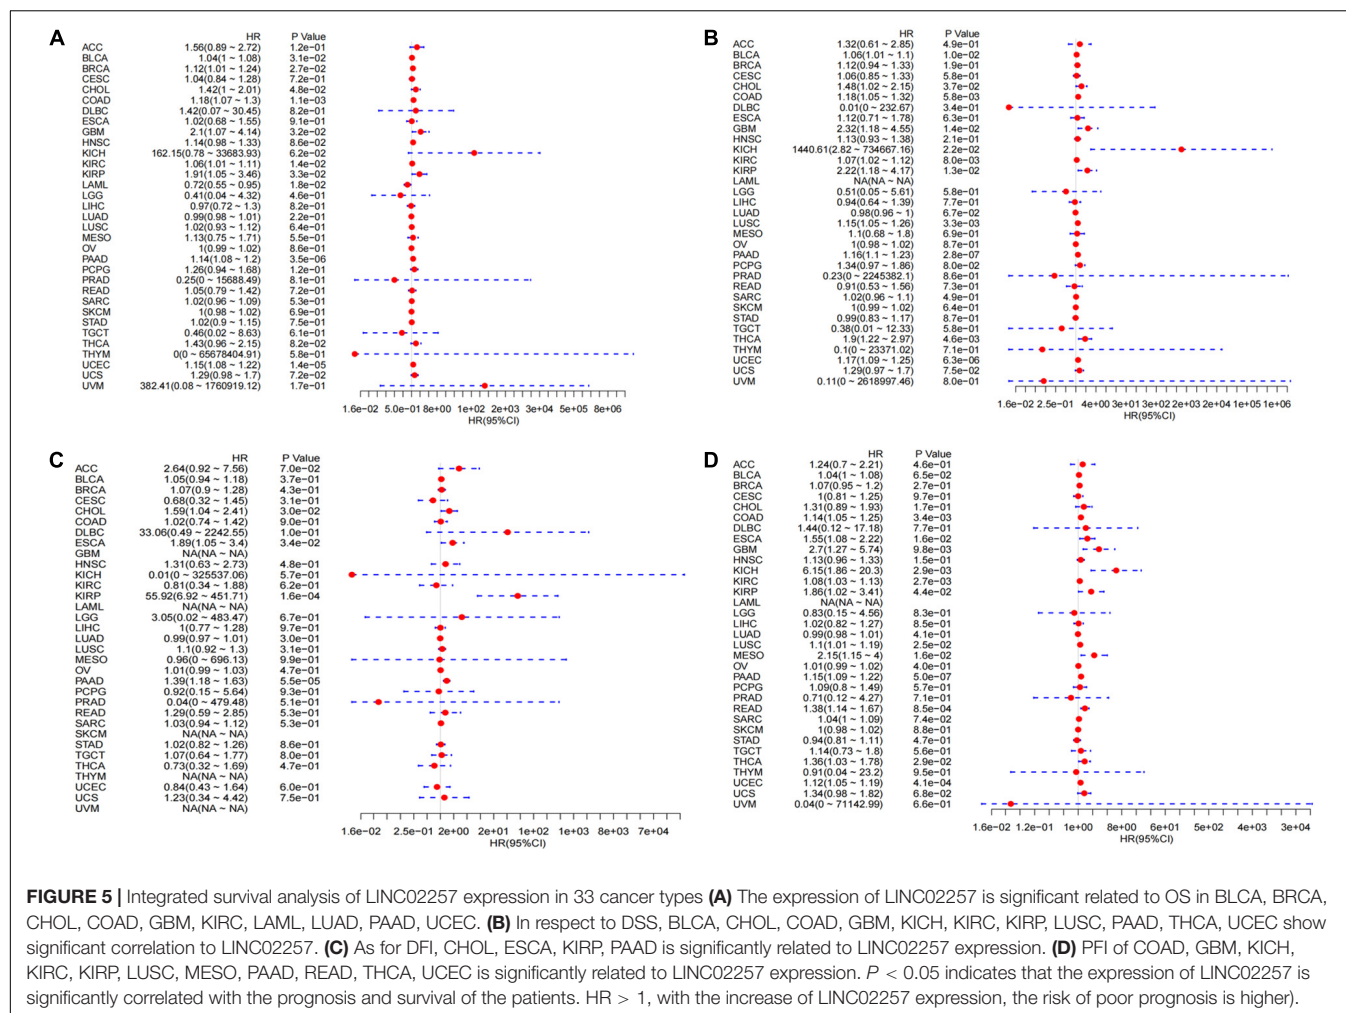 A
HR P Value
ACC 1.56(0.89 ~ 2.72) 1.2e−01
BLCA 1.04(1 ~ 1.08) 3.1e−02
BRCA 1.12(1.01 ~ 1.24) 2.7e−02
CESC 1.04(0.84 ~ 1.28) 7.2e−01
CHOL 1.42(1 ~ 2.01) 4.8e−02
COAD 1.18(1.07 ~ 1.3) 1.1e−03
DLBC 1.42(0.07 ~ 30.45) 8.2e−01
ESCA 1.02(0.68 ~ 1.55) 9.1e−01
GBM 2.1(1.07 ~ 4.14) 3.2e−02
HNSC 1.14(0.98 ~ 1.33) 8.6e−02
KICH 162.15(0.78 ~ 33683.93) 6.2e−02
KIRC 1.06(1.01 ~ 1.11) 1.4e−02
KIRP 1.91(1.05 ~ 3.46) 3.3e−02
LAML 0.72(0.55 ~ 0.95) 1.8e−02
LGG 0.41(0.04 ~ 4.32) 4.6e−01
LIHC 0.97(0.72 ~ 1.3) 8.2e−01
LUAD 0.99(0.98 ~ 1.01) 2.2e−01
LUSC 1.02(0.93 ~ 1.12) 6.4e−01
MESO 1.13(0.75 ~ 1.71) 5.5e−01
OV 1(0.99 ~ 1.02) 8.6e−01
PAAD 1.14(1.08 ~ 1.2) 3.5e−06
PCPG 1.26(0.94 ~ 1.68) 1.2e−01
PRAD 0.25(0 ~ 15688.49) 8.1e−01
READ 1.05(0.79 ~ 1.42) 7.2e−01
SARC 1.02(0.96 ~ 1.09) 5.3e−01
SKCM 1(0.98 ~ 1.02) 6.9e−01
STAD 1.02(0.9 ~ 1.15) 7.5e−01
TGCT 0.46(0.02 ~ 8.63) 6.1e−01
THCA 1.43(0.96 ~ 2.15) 8.2e−02
THYM 0(0 ~ 65678404.91) 5.8e−01
UCEC 1.15(1.08 ~ 1.22) 1.4e−05
UCS 1.29(0.98 ~ 1.7) 7.2e−02
UVM 382.41(0.08 ~ 1760919.12) 1.7e−01
1.6e−02 5.0e−01 8e+00 1e+02 2e+03 3e+04 5e+05 8e+06
HR(95%CI)
B
HR P Value
ACC 1.32(0.61 ~ 2.85) 4.9e−01
BLCA 1.06(1.01 ~ 1.1) 1.0e−02
BRCA 1.12(0.94 ~ 1.33) 1.9e−01
CESC 1.06(0.85 ~ 1.33) 5.8e−01
CHOL 1.48(1.02 ~ 2.15) 3.7e−02
COAD 1.18(1.05 ~ 1.32) 5.8e−03
DLBC 0.01(0 ~ 232.67) 3.4e−01
ESCA 1.12(0.71 ~ 1.78) 6.3e−01
GBM 2.32(1.18 ~ 4.55) 1.4e−02
HNSC 1.13(0.93 ~ 1.38) 2.1e−01
KICH 1440.61(2.82 ~ 734667.16) 2.2e−02
KIRC 1.07(1.02 ~ 1.12) 8.0e−03
KIRP 2.22(1.18 ~ 4.17) 1.3e−02
LAML NA(NA ~ NA)
LGG 0.51(0.05 ~ 5.61) 5.8e−01
LIHC 0.94(0.64 ~ 1.39) 7.7e−01
LUAD 0.98(0.96 ~ 1) 6.7e−02
LUSC 1.15(1.05 ~ 1.26) 3.3e−03
MESO 1.1(0.68 ~ 1.8) 6.9e−01
OV 1(0.98 ~ 1.02) 8.7e−01
PAAD 1.16(1.1 ~ 1.23) 2.8e−07
PCPG 1.34(0.97 ~ 1.86) 8.0e−02
PRAD 0.23(0 ~ 2245382.1) 8.6e−01
READ 0.91(0.53 ~ 1.56) 7.3e−01
SARC 1.02(0.96 ~ 1.1) 4.9e−01
SKCM 1(0.99 ~ 1.02) 6.4e−01
STAD 0.99(0.83 ~ 1.17) 8.7e−01
TGCT 0.38(0.01 ~ 12.33) 5.8e−01
THCA 1.9(1.22 ~ 2.97) 4.6e−03
THYM 0.1(0 ~ 23371.02) 7.1e−01
UCEC 1.17(1.09 ~ 1.25) 6.3e−06
UCS 1.29(0.97 ~ 1.7) 7.5e−02
UVM 0.11(0 ~ 2618997.46) 8.0e−01
1.6e−02 2.5e−01 4e+00 3e+01 3e+02 2e+03 2e+04 1e+05 1e+06
HR(95%CI)
C
HR P Value
ACC 2.64(0.92 ~ 7.56) 7.0e−02
BLCA 1.05(0.94 ~ 1.18) 3.7e−01
BRCA 1.07(0.9 ~ 1.28) 4.3e−01
CESC 0.68(0.32 ~ 1.45) 3.1e−01
CHOL 1.59(1.04 ~ 2.41) 3.0e−02
COAD 1.02(0.74 ~ 1.42) 9.0e−01
DLBC 33.06(0.49 ~ 2242.55) 1.0e−01
ESCA 1.89(1.05 ~ 3.4) 3.4e−02
GBM NA(NA ~ NA)
HNSC 1.31(0.63 ~ 2.73) 4.8e−01
KICH 0.01(0 ~ 325537.06) 5.7e−01
KIRC 0.81(0.34 ~ 1.88) 6.2e−01
KIRP 55.92(6.92 ~ 451.71) 1.6e−04
LAML NA(NA ~ NA)
LGG 3.05(0.02 ~ 483.47) 6.7e−01
LIHC 1(0.77 ~ 1.28) 9.7e−01
LUAD 0.99(0.97 ~ 1.01) 3.0e−01
LUSC 1.1(0.92 ~ 1.3) 3.1e−01
MESO 0.96(0 ~ 696.13) 9.9e−01
OV 1.01(0.99 ~ 1.03) 4.7e−01
PAAD 1.39(1.18 ~ 1.63) 5.5e−05
PCPG 0.92(0.15 ~ 5.64) 9.3e−01
PRAD 0.04(0 ~ 479.48) 5.1e−01
READ 1.29(0.59 ~ 2.85) 5.3e−01
SARC 1.03(0.94 ~ 1.12) 5.3e−01
SKCM NA(NA ~ NA)
STAD 1.02(0.82 ~ 1.26) 8.6e−01
TGCT 1.07(0.64 ~ 1.77) 8.0e−01
THCA 0.73(0.32 ~ 1.69) 4.7e−01
THYM NA(NA ~ NA)
UCEC 0.84(0.43 ~ 1.64) 6.0e−01
UCS 1.23(0.34 ~ 4.42) 7.5e−01
UVM NA(NA ~ NA)
1.6e−02 2.5e−01 2e+00 2e+01 1e+02 1e+03 7e+04
HR(95%CI)
D
HR P Value
ACC 1.24(0.7 ~ 2.21) 4.6e−01
BLCA 1.04(1 ~ 1.08) 6.5e−02
BRCA 1.07(0.95 ~ 1.2) 2.7e−01
CESC 1(0.81 ~ 1.25) 9.7e−01
CHOL 1.31(0.89 ~ 1.93) 1.7e−01
COAD 1.14(1.05 ~ 1.25) 3.4e−03
DLBC 1.44(0.12 ~ 17.18) 7.7e−01
ESCA 1.55(1.08 ~ 2.22) 1.6e−02
GBM 2.7(1.27 ~ 5.74) 9.8e−03
HNSC 1.13(0.96 ~ 1.33) 1.5e−01
KICH 6.15(1.86 ~ 20.3) 2.9e−03
KIRC 1.08(1.03 ~ 1.13) 2.7e−03
KIRP 1.86(1.02 ~ 3.41) 4.4e−02
LAML NA(NA ~ NA)
LGG 0.83(0.15 ~ 4.56) 8.3e−01
LIHC 1.02(0.82 ~ 1.27) 8.5e−01
LUAD 0.99(0.98 ~ 1.01) 4.1e−01
LUSC 1.1(1.01 ~ 1.19) 2.5e−02
MESO 2.15(1.15 ~ 4) 1.6e−02
OV 1.01(0.99 ~ 1.02) 4.0e−01
PAAD 1.15(1.09 ~ 1.22) 5.0e−07
PCPG 1.09(0.8 ~ 1.49) 5.7e−01
PRAD 0.71(0.12 ~ 4.27) 7.1e−01
READ 1.38(1.14 ~ 1.67) 8.5e−04
SARC 1.04(1 ~ 1.09) 7.4e−02
SKCM 1(0.98 ~ 1.02) 8.8e−01
STAD 0.94(0.81 ~ 1.11) 4.7e−01
TGCT 1.14(0.73 ~ 1.8) 5.6e−01
THCA 1.36(1.03 ~ 1.78) 2.9e−02
THYM 0.91(0.04 ~ 23.2) 9.5e−01
UCEC 1.12(1.05 ~ 1.19) 4.1e−04
UCS 1.34(0.98 ~ 1.82) 6.8e−02
UVM 0.04(0 ~ 71142.99) 6.6e−01
1.6e−02 1.2e−01 1e+00 8e+00 6e+01 5e+02 4e+03 3e+04
HR(95%CI)
FIGURE 5 | Integrated survival analysis of LINC02257 expression in 33 cancer types (A) The expression of LINC02257 is significant related to OS in BLCA, BRCA,
CHOL, COAD, GBM, KIRC, LAML, LUAD, PAAD, UCEC. (B) In respect to DSS, BLCA, CHOL, COAD, GBM, KICH, KIRC, KIRP, LUSC, PAAD, THCA, UCEC show
significant correlation to LINC02257. (C) As for DFI, CHOL, ESCA, KIRP, PAAD is significantly related to LINC02257 expression. (D) PFI of COAD, GBM, KICH,
KIRC, KIRP, LUSC, MESO, PAAD, READ, THCA, UCEC is significantly related to LINC02257 expression. P < 0.05 indicates that the expression of LINC02257 is
significantly correlated with the prognosis and survival of the patients. HR > 1, with the increase of LINC02257 expression, the risk of poor prognosis is higher).